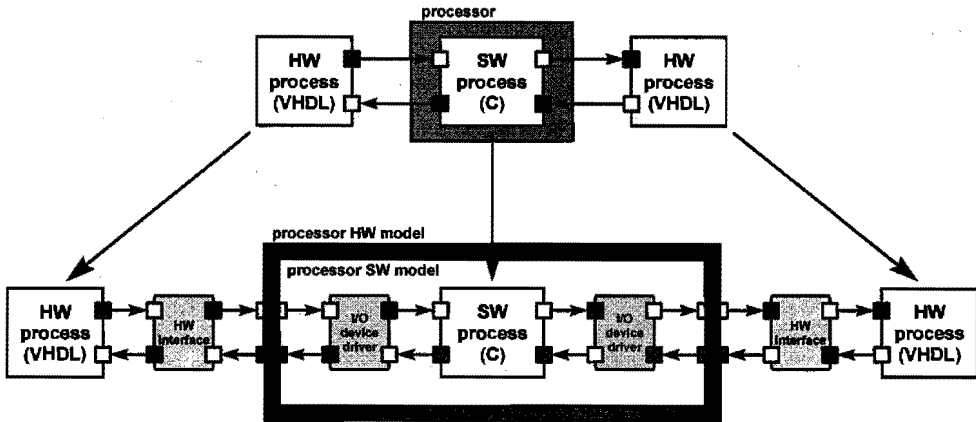 processor
HW
process
(VHDL)
SW
process
(C)
HW
process
(VHDL)
processor HW model
processor SW model
HW
process
(VHDL)
HW
interface
I/O
device
driver
SW
process
(C)
I/O
device
driver
HW
interface
HW
process
(VHDL)